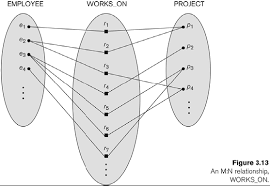 EMPLOYEE WORKS_ON PROJECT
e1 r1 p1
e2 r2 p2
e3 r3 p3
e4 r4 p4
r5
r6
r7
Figure 3.13
An M:N relationship,
WORKS_ON.